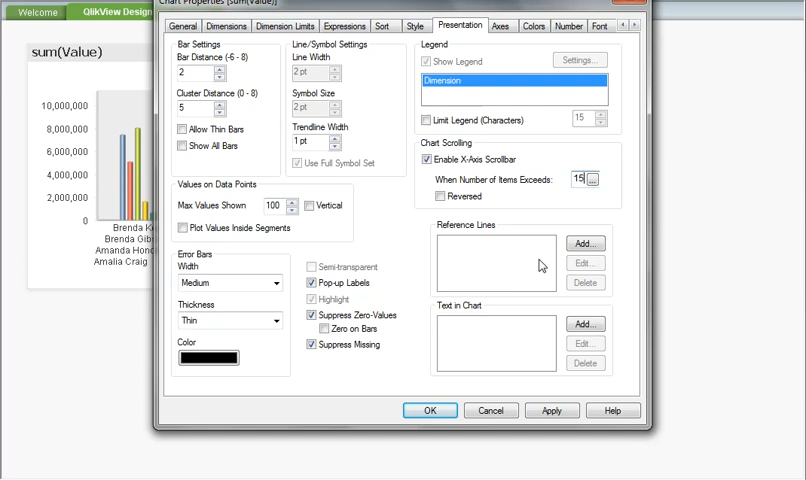 Chart Properties [sum(Value)]
Welcome
QlikView Design
General
Dimensions
Dimension Limits
Expressions
Sort
Style
Presentation
Axes
Colors
Number
Font
sum(Value)
10,000,000
8,000,000
6,000,000
4,000,000
2,000,000
0
Brenda
Brenda
Amanda
Amalia Craig
Bar Settings
Bar Distance (-6 - 8)
2
Cluster Distance (0 - 8)
5
Allow Thin Bars
Show All Bars
Line/Symbol Settings
Line Width
2 pt
Symbol Size
2 pt
Trendline Width
1 pt
Use Full Symbol Set
Legend
Show Legend
Settings...
Dimension
Limit Legend (Characters)
15
Chart Scrolling
Enable X-Axis Scrollbar
When Number of Items Exceeds:
15
...
Reversed
Values on Data Points
Max Values Shown
100
Vertical
Plot Values Inside Segments
Error Bars
Width
Medium
Thickness
Thin
Color
Semi-transparent
Pop-up Labels
Highlight
Suppress Zero-Values
Zero on Bars
Suppress Missing
Reference Lines
Add...
Edit...
Delete
Text in Chart
Add...
Edit...
Delete
OK
Cancel
Apply
Help